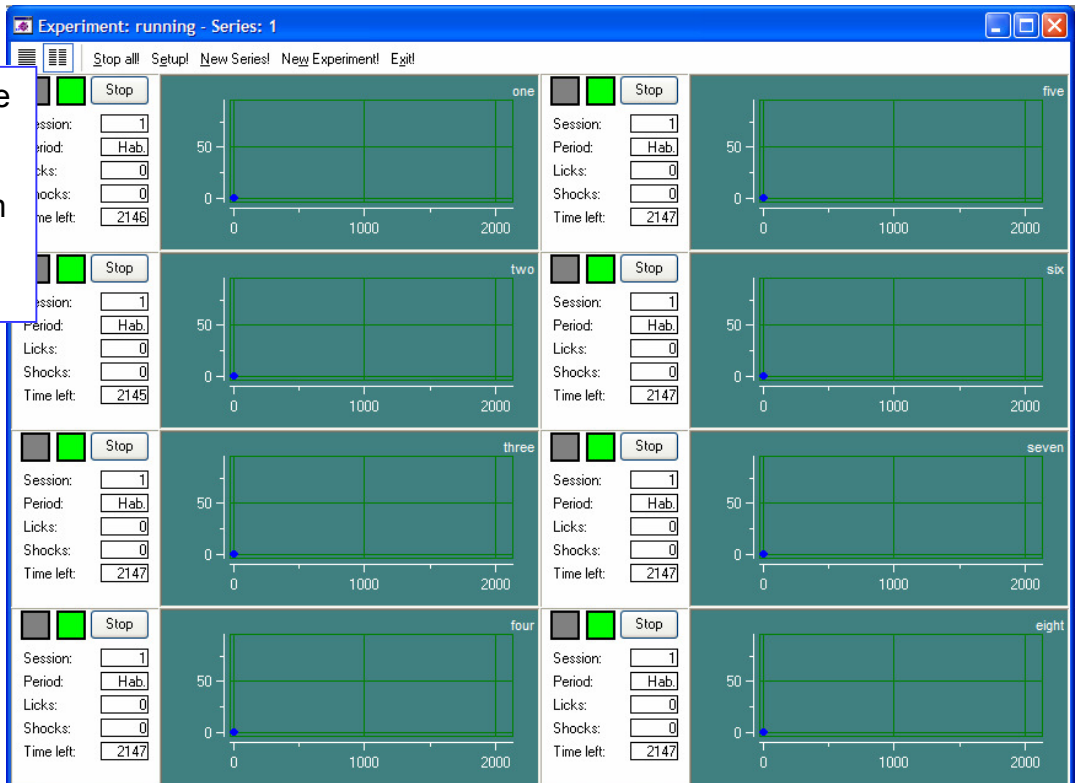 Experiment: running - Series: 1
Stop all! Setup! New Series! New Experiment! Exit!
Stop
one
Session: 1
Period: Hab.
Licks: 0
Shocks: 0
Time left: 2146
50
0
0 1000 2000
Stop
five
Session: 1
Period: Hab.
Licks: 0
Shocks: 0
Time left: 2147
50
0
0 1000 2000
Stop
two
Session: 1
Period: Hab.
Licks: 0
Shocks: 0
Time left: 2145
50
0
0 1000 2000
Stop
six
Session: 1
Period: Hab.
Licks: 0
Shocks: 0
Time left: 2147
50
0
0 1000 2000
Stop
three
Session: 1
Period: Hab.
Licks: 0
Shocks: 0
Time left: 2147
50
0
0 1000 2000
Stop
seven
Session: 1
Period: Hab.
Licks: 0
Shocks: 0
Time left: 2147
50
0
0 1000 2000
Stop
four
Session: 1
Period: Hab.
Licks: 0
Shocks: 0
Time left: 2147
50
0
0 1000 2000
Stop
eight
Session: 1
Period: Hab.
Licks: 0
Shocks: 0
Time left: 2147
50
0
0 1000 2000